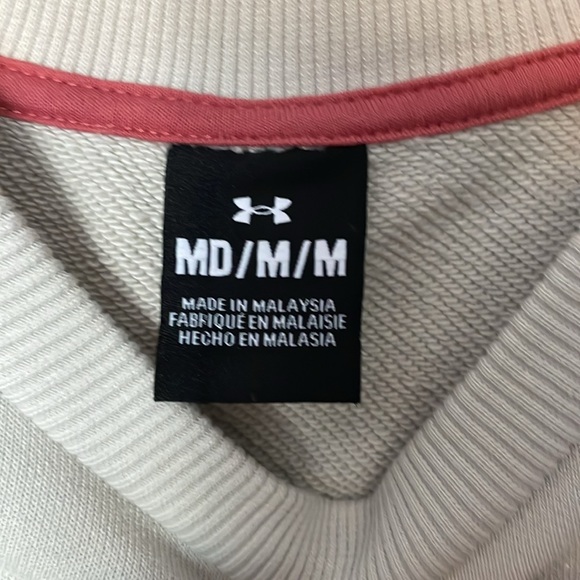 MD/M/M
MADE IN MALAYSIA
FABRIQUÉ EN MALAISIE
HECHO EN MALASIA